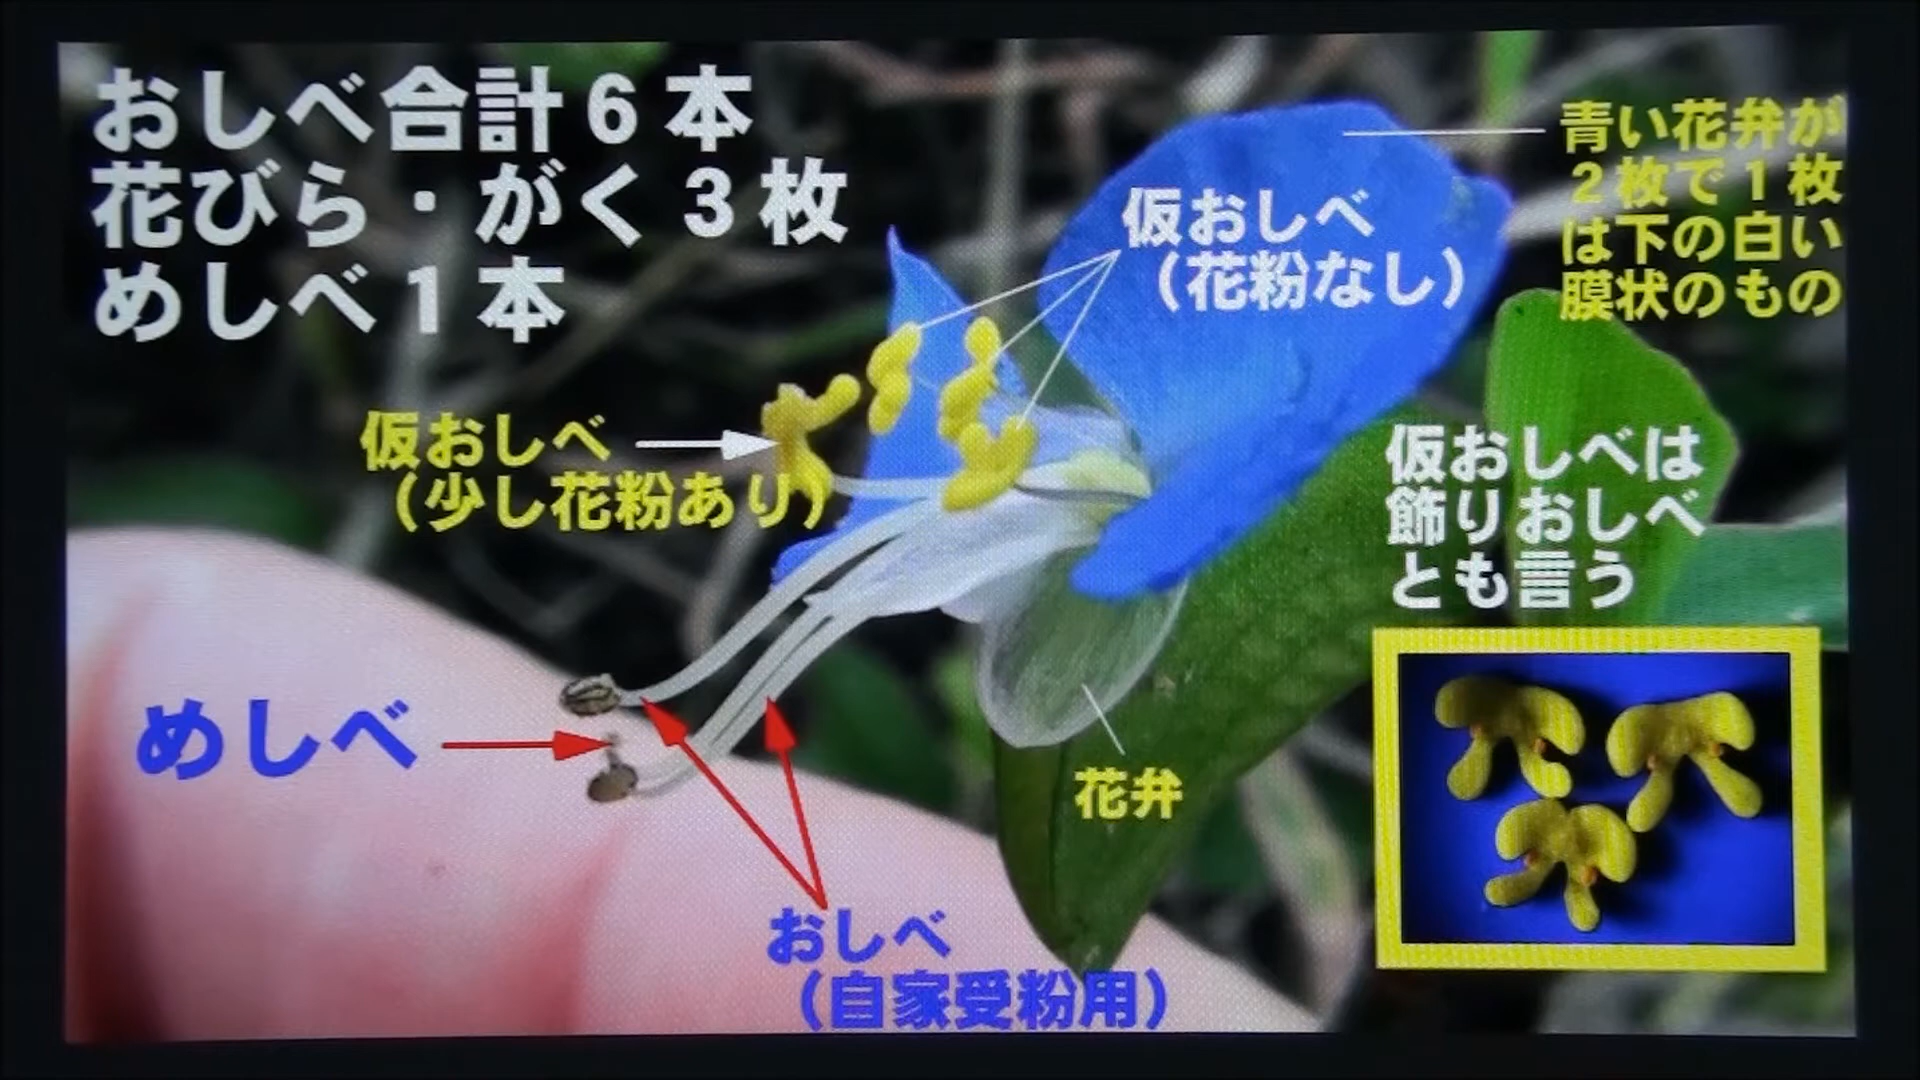 おしべ合計６本
花びら・がく３枚
めしべ１本
青い花弁が
２枚で１枚
は下の白い
膜状のもの
仮おしべ
（花粉なし）
仮おしべ
（少し花粉あり）
仮おしべは
飾りおしべ
とも言う
めしべ
花弁
おしべ
（自家受粉用）